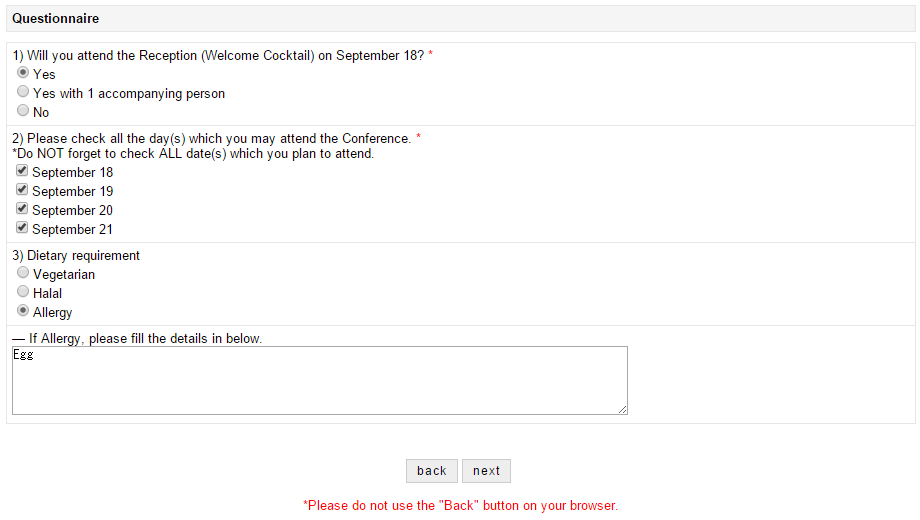 Questionnaire
1) Will you attend the Reception (Welcome Cocktail) on September 18? *
Yes
Yes with 1 accompanying person
No
2) Please check all the day(s) which you may attend the Conference. *
*Do NOT forget to check ALL date(s) which you plan to attend.
September 18
September 19
September 20
September 21
3) Dietary requirement
Vegetarian
Halal
Allergy
― If Allergy, please fill the details in below.
Egg
back next
*Please do not use the "Back" button on your browser.